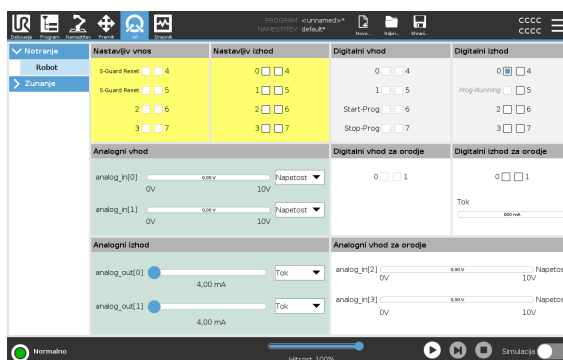 PROGRAM <unnamed>*
NAMESTITEV default*
Delovanje Program Namestitev Premik V/I Dnevnik
Novo... Odpri... Shrani...
CCCC
CCCC
Notranje
Robot
Zunanje
Nastavljiv vnos
S-Guard Reset 4
S-Guard Reset 5
2 6
3 7
Nastavljiv izhod
0 4
1 5
2 6
3 7
Digitalni vhod
0 4
1 5
Start-Prog 6
Stop-Prog 7
Digitalni izhod
0 4
Prog-Running 5
2 6
3 7
Analogni vhod
analog_in[0] 0,00 V Napetost
0V 10V
analog_in[1] 0,00 V Napetost
0V 10V
Digitalni vhod za orodje
0 1
Digitalni izhod za orodje
0 1
Tok
000 mA
Analogni izhod
analog_out[0] Tok
4,00 mA
analog_out[1] Tok
4,00 mA
Analogni vhod za orodje
analog_in[2] 0,00 V Napetos
0V 10V
analog_in[3] 0,00 V Napetos
0V 10V
Normalno
Hitrost 100%
Simulacija